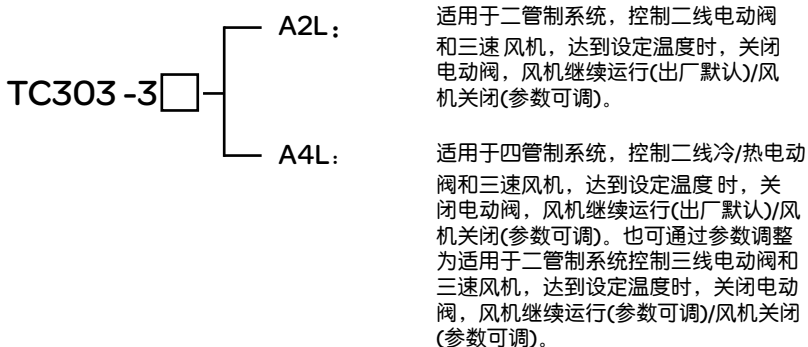 TC303-3□
A2L：
适用于二管制系统，控制二线电动阀
和三速风机，达到设定温度时，关闭
电动阀，风机继续运行(出厂默认)/风
机关闭(参数可调)。
A4L：
适用于四管制系统，控制二线冷/热电动
阀和三速风机，达到设定温度时，关
闭电动阀，风机继续运行(出厂默认)/风
机关闭(参数可调)。也可通过参数调整
为适用于二管制系统控制三线电动阀和
三速风机，达到设定温度时，关闭电动
阀，风机继续运行(参数可调)/风机关闭
(参数可调)。